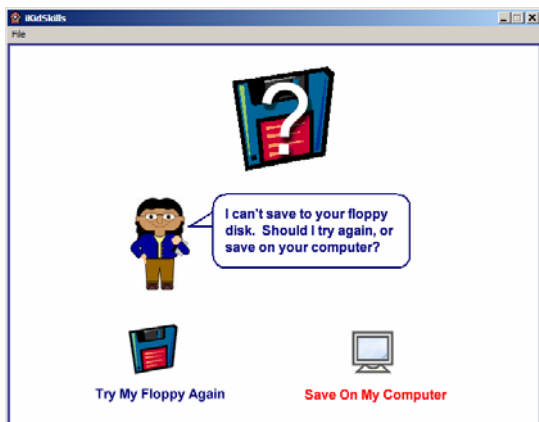 iKidSkills
File
?
I can't save to your floppy
disk. Should I try again, or
save on your computer?
Try My Floppy Again
Save On My Computer